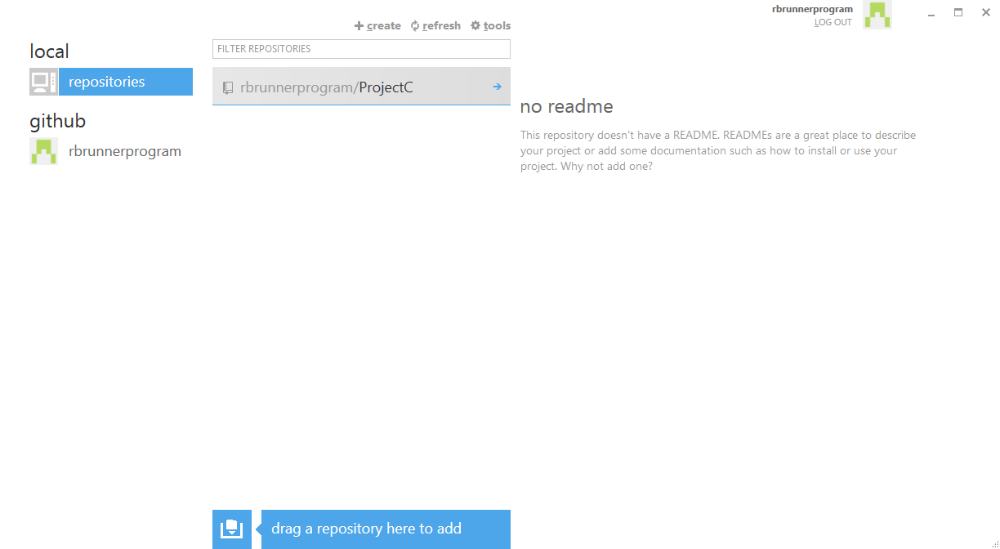 rbrunnerprogram
LOG OUT
create refresh tools
local
FILTER REPOSITORIES
repositories
rbrunnerprogram/ProjectC
no readme
github
This repository doesn't have a README. READMEs are a great place to describe
your project or add some documentation such as how to install or use your
project. Why not add one?
rbrunnerprogram
drag a repository here to add